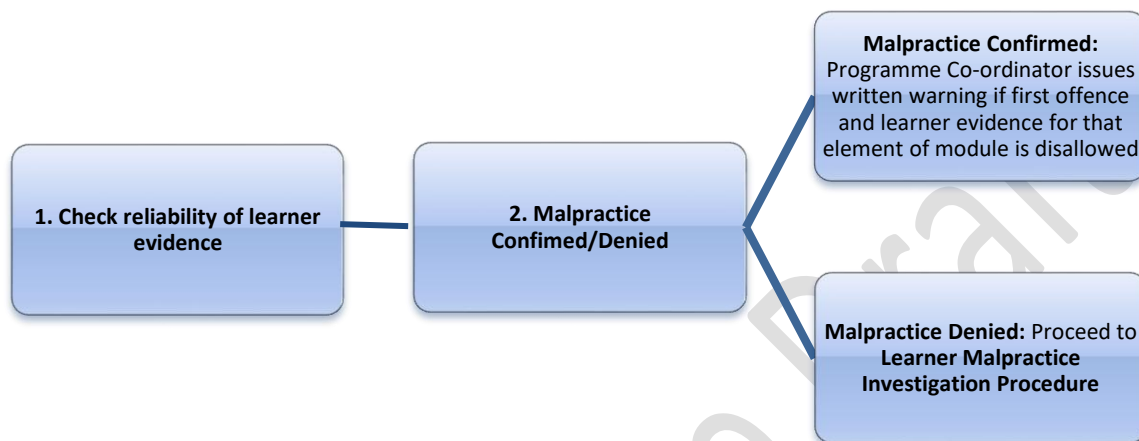 1. Check reliability of learner
evidence
2. Malpractice
Confimed/Denied
Malpractice Confirmed:
Programme Co-ordinator issues
written warning if first offence
and learner evidence for that
element of module is disallowed
Malpractice Denied: Proceed to
Learner Malpractice
Investigation Procedure